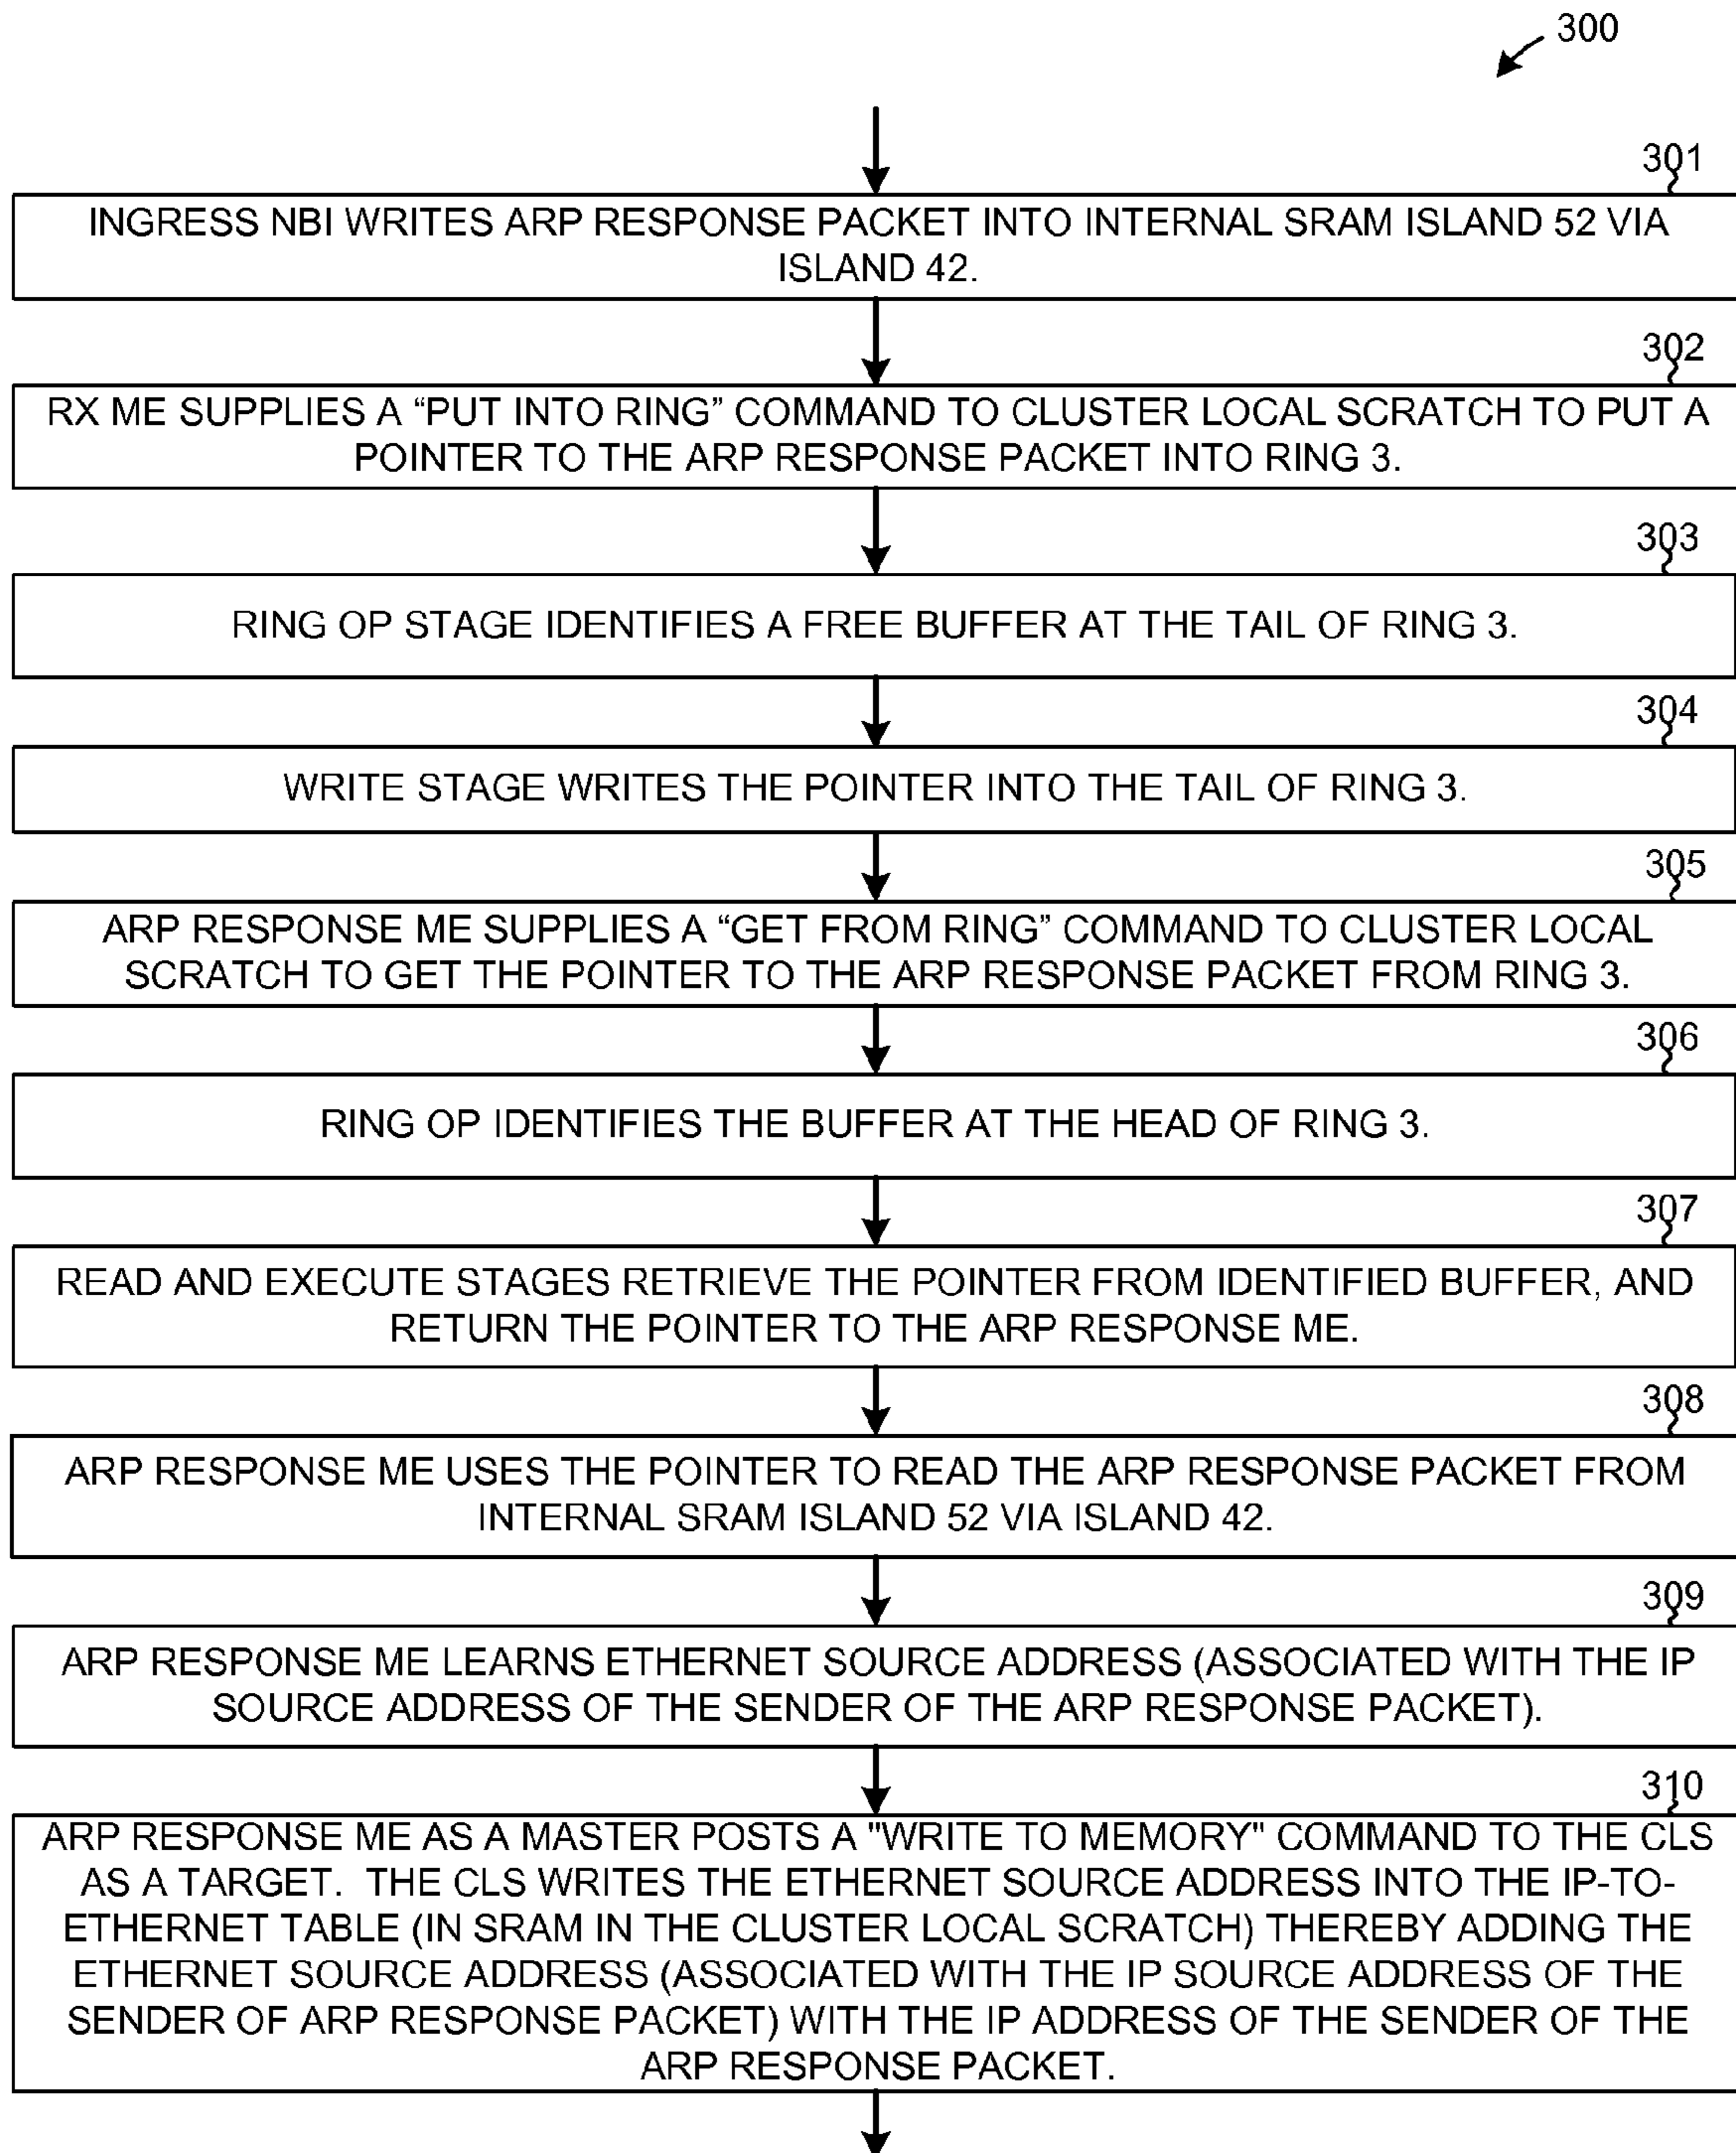 300
301
INGRESS NBI WRITES ARP RESPONSE PACKET INTO INTERNAL SRAM ISLAND 52 VIA
ISLAND 42.
302
RX ME SUPPLIES A “PUT INTO RING” COMMAND TO CLUSTER LOCAL SCRATCH TO PUT A
POINTER TO THE ARP RESPONSE PACKET INTO RING 3.
303
RING OP STAGE IDENTIFIES A FREE BUFFER AT THE TAIL OF RING 3.
304
WRITE STAGE WRITES THE POINTER INTO THE TAIL OF RING 3.
305
ARP RESPONSE ME SUPPLIES A “GET FROM RING” COMMAND TO CLUSTER LOCAL
SCRATCH TO GET THE POINTER TO THE ARP RESPONSE PACKET FROM RING 3.
306
RING OP IDENTIFIES THE BUFFER AT THE HEAD OF RING 3.
307
READ AND EXECUTE STAGES RETRIEVE THE POINTER FROM IDENTIFIED BUFFER, AND
RETURN THE POINTER TO THE ARP RESPONSE ME.
308
ARP RESPONSE ME USES THE POINTER TO READ THE ARP RESPONSE PACKET FROM
INTERNAL SRAM ISLAND 52 VIA ISLAND 42.
309
ARP RESPONSE ME LEARNS ETHERNET SOURCE ADDRESS (ASSOCIATED WITH THE IP
SOURCE ADDRESS OF THE SENDER OF THE ARP RESPONSE PACKET).
310
ARP RESPONSE ME AS A MASTER POSTS A "WRITE TO MEMORY" COMMAND TO THE CLS
AS A TARGET. THE CLS WRITES THE ETHERNET SOURCE ADDRESS INTO THE IP-TO-
ETHERNET TABLE (IN SRAM IN THE CLUSTER LOCAL SCRATCH) THEREBY ADDING THE
ETHERNET SOURCE ADDRESS (ASSOCIATED WITH THE IP SOURCE ADDRESS OF THE
SENDER OF ARP RESPONSE PACKET) WITH THE IP ADDRESS OF THE SENDER OF THE
ARP RESPONSE PACKET.